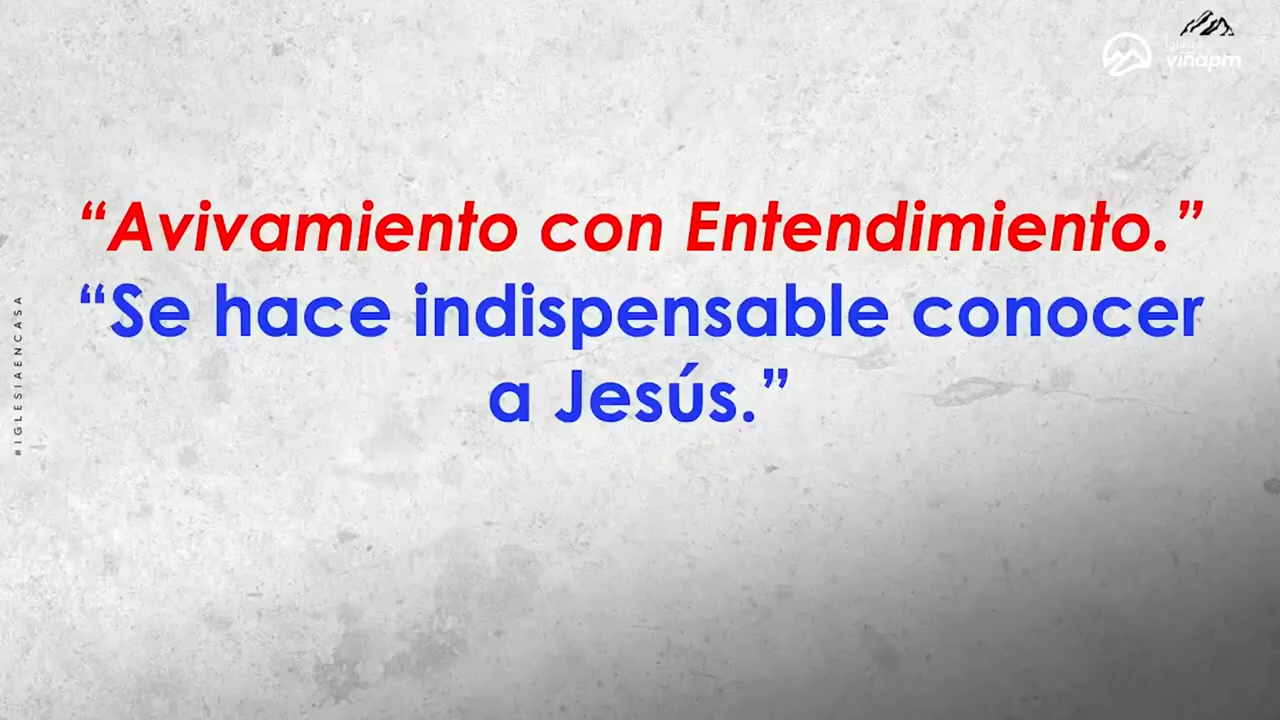 viñapm
“Avivamiento con Entendimiento.”
“Se hace indispensable conocer
a Jesús.”
#IGLESIAENCASA